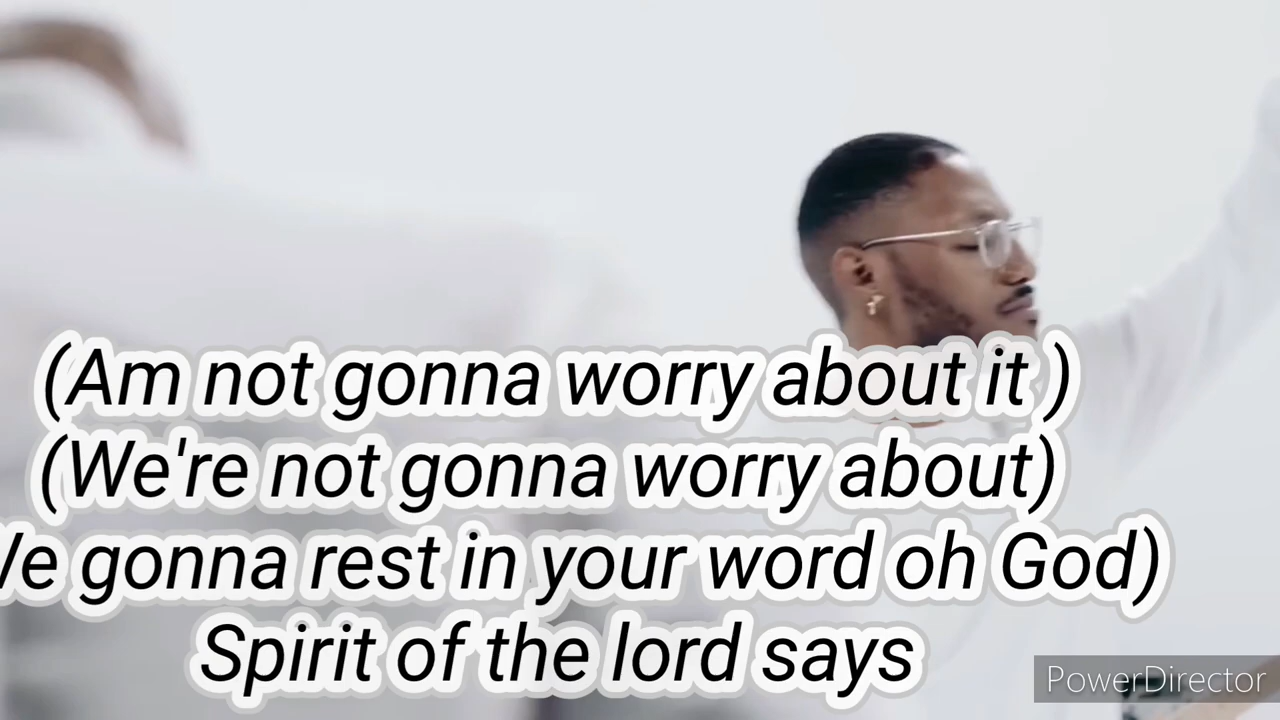 (Am not gonna worry about it )
(We're not gonna worry about)
We gonna rest in your word oh God)
Spirit of the lord says
PowerDirector